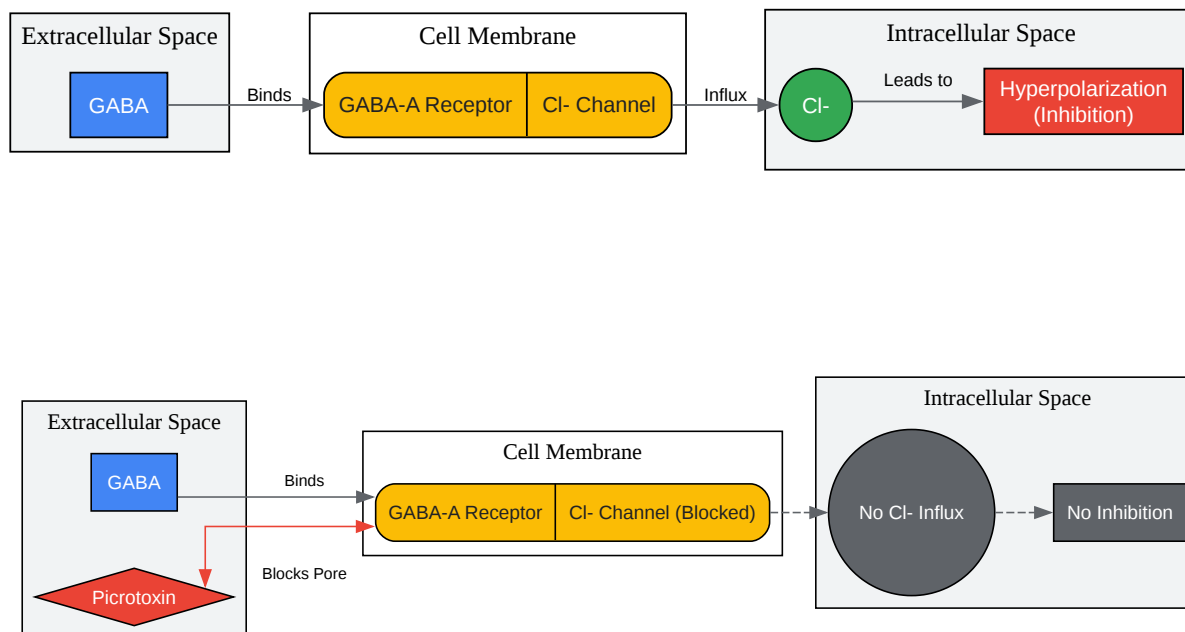 Extracellular Space
Cell Membrane
Intracellular Space
GABA
Binds
GABA-A Receptor
Cl- Channel
Influx
Cl-
Leads to
Hyperpolarization
(Inhibition)
Extracellular Space
Cell Membrane
Intracellular Space
GABA
Binds
GABA-A Receptor
Cl- Channel (Blocked)
No Cl- Influx
No Inhibition
Blocks Pore
Picrotoxin